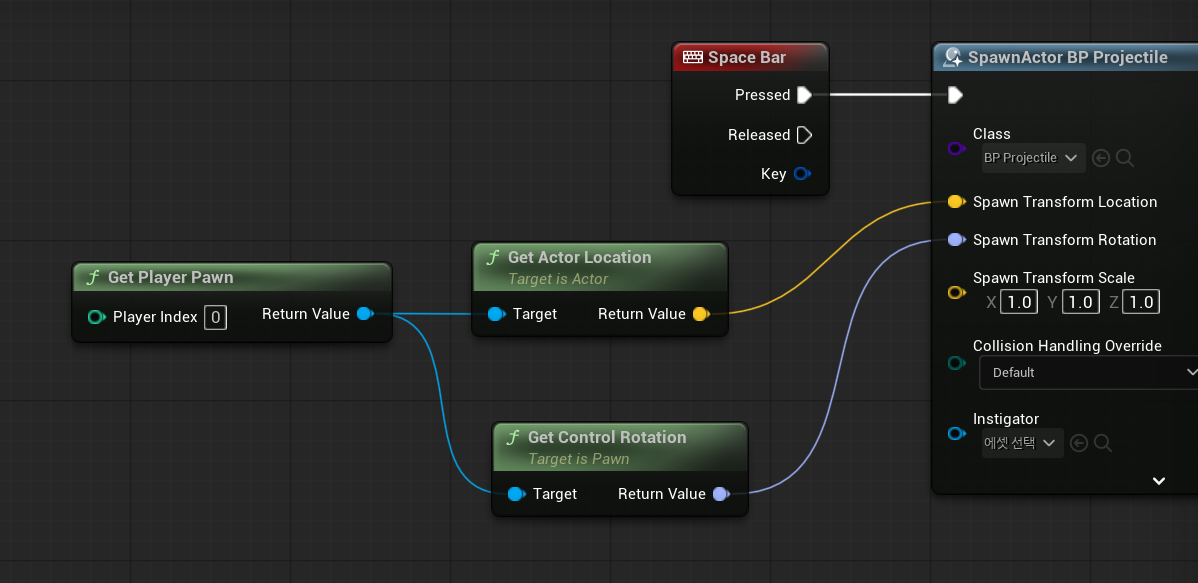 Space Bar
Pressed
Released
Key
SpawnActor BP Projectile
Class
BP Projectile
Spawn Transform Location
Spawn Transform Rotation
Spawn Transform Scale
X 1.0 Y 1.0 Z 1.0
Collision Handling Override
Default
Instigator
에셋 선택
f Get Player Pawn
Player Index 0 Return Value
f Get Actor Location
Target is Actor
Target Return Value
f Get Control Rotation
Target is Pawn
Target Return Value